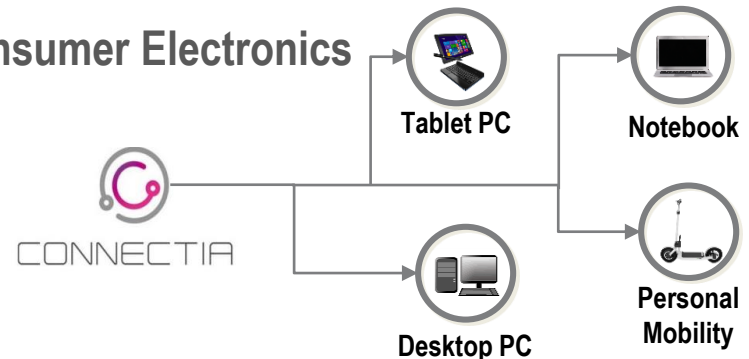 nsumer Electronics
Tablet PC
Notebook
CONNECTIA
Desktop PC
Personal
Mobility